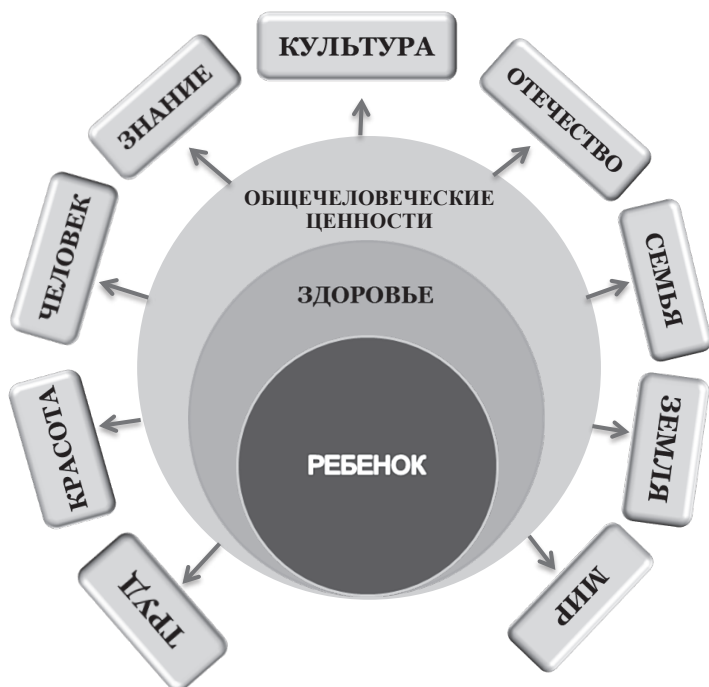 КУЛЬТУРА
ОТЕЧЕСТВО
СЕМЬЯ
ЗЕМЛЯ
МИР
ТРУД
КРАСОТА
ЧЕЛОВЕК
ЗНАНИЕ
ОБЩЕЧЕЛОВЕЧЕСКИЕ
ЦЕННОСТИ
ЗДОРОВЬЕ
РЕБЕНОК